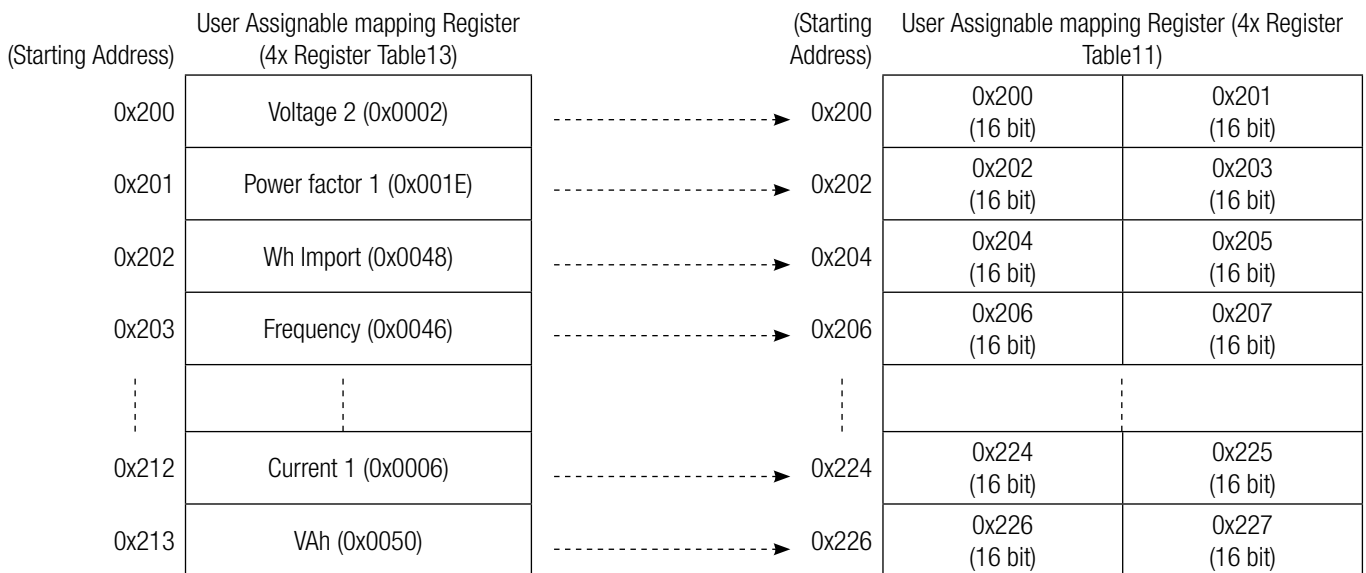 (Starting Address)
User Assignable mapping Register
(4x Register Table13)
(Starting
Address)
User Assignable mapping Register (4x Register
Table11)
0x200
Voltage 2 (0x0002)
0x200
0x200
(16 bit)
0x201
(16 bit)
0x201
Power factor 1 (0x001E)
0x202
0x202
(16 bit)
0x203
(16 bit)
0x202
Wh Import (0x0048)
0x204
0x204
(16 bit)
0x205
(16 bit)
0x203
Frequency (0x0046)
0x206
0x206
(16 bit)
0x207
(16 bit)
0x212
Current 1 (0x0006)
0x224
0x224
(16 bit)
0x225
(16 bit)
0x213
VAh (0x0050)
0x226
0x226
(16 bit)
0x227
(16 bit)